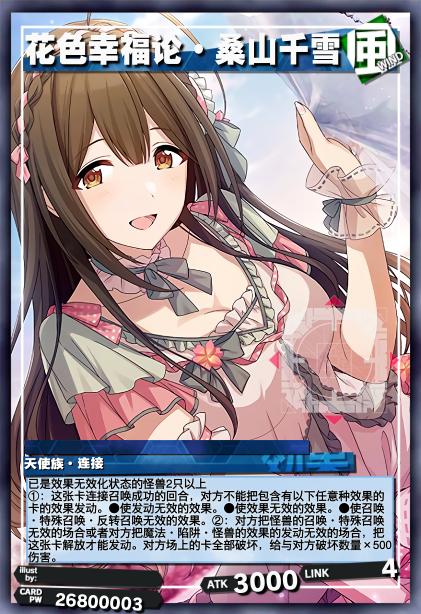 花色幸福论·桑山千雪
風
WIND
天使族·连接
已是效果无效化状态的怪兽2只以上
①：这张卡连接召唤成功的回合，对方不能把包含有以下任意种效果的
卡的效果发动。●使发动无效的效果。●使效果无效的效果。●使召唤
·特殊召唤·反转召唤无效的效果。②：对方把怪兽的召唤·特殊召唤
无效的场合或者对方把魔法·陷阱·怪兽的效果的发动无效的场合，把
这张卡解放才能发动。对方场上的卡全部破坏，给与对方破坏数量×500
伤害。
illust by:
ATK 3000 LINK 4
CARD PW 26800003